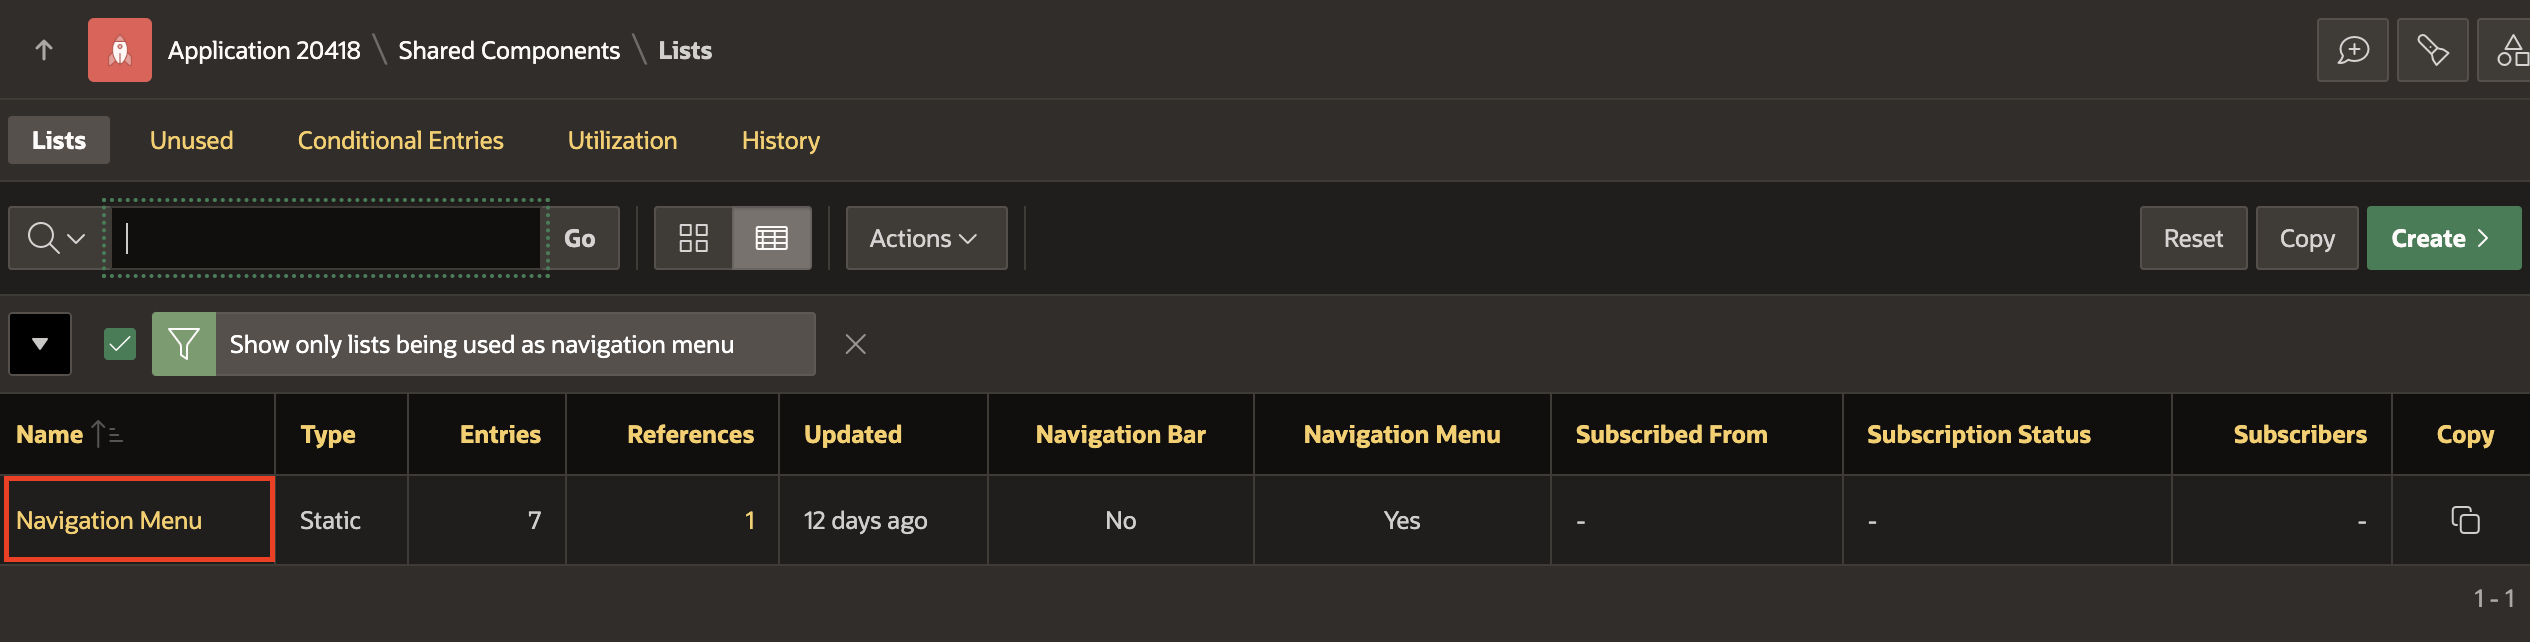 Application 20418 \ Shared Components \ Lists
Lists Unused Conditional Entries Utilization History
Go Actions Reset Copy Create
Show only lists being used as navigation menu
Name Type Entries References Updated Navigation Bar Navigation Menu Subscribed From Subscription Status Subscribers Copy
Navigation Menu Static 7 1 12 days ago No Yes - - -
1 - 1